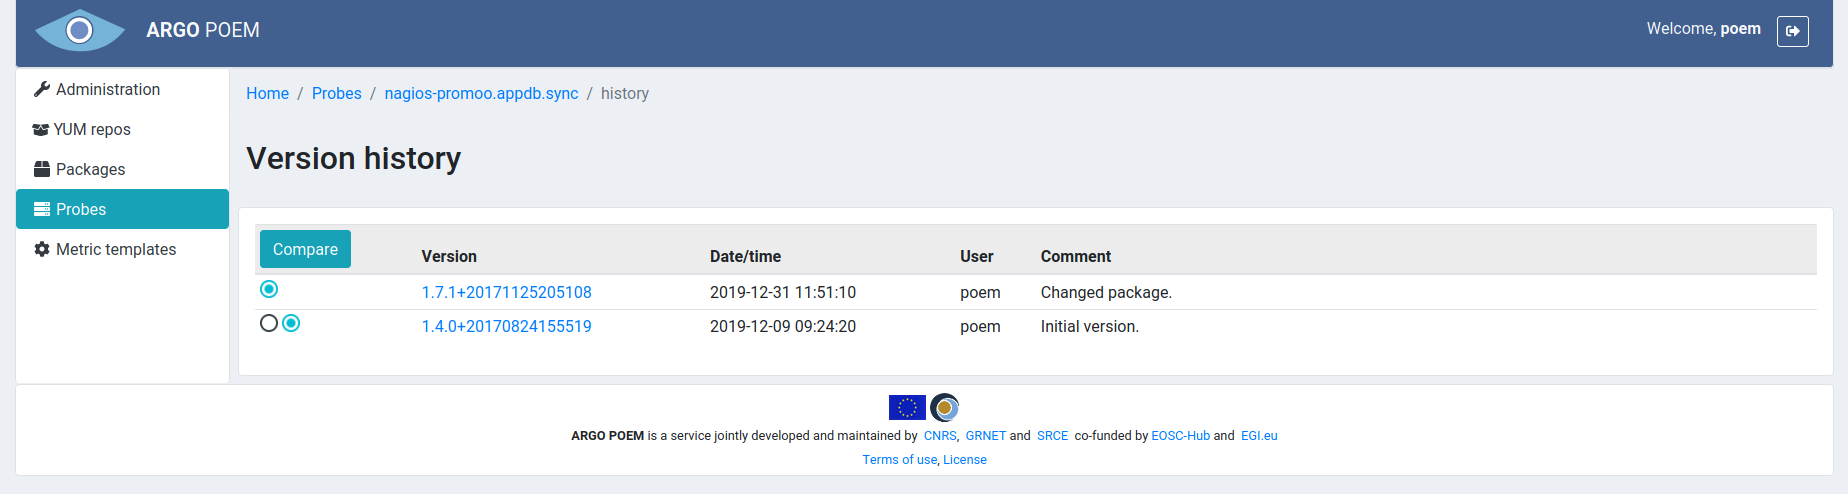 ARGO POEM
Welcome, poem
Administration
YUM repos
Packages
Probes
Metric templates
Home / Probes / nagios-promoo.appdb.sync / history
Version history
Compare Version Date/time User Comment
1.7.1+20171125205108 2019-12-31 11:51:10 poem Changed package.
1.4.0+20170824155519 2019-12-09 09:24:20 poem Initial version.
ARGO POEM is a service jointly developed and maintained by CNRS, GRNET and SRCE co-funded by EOSC-Hub and EGI.eu
Terms of use, License